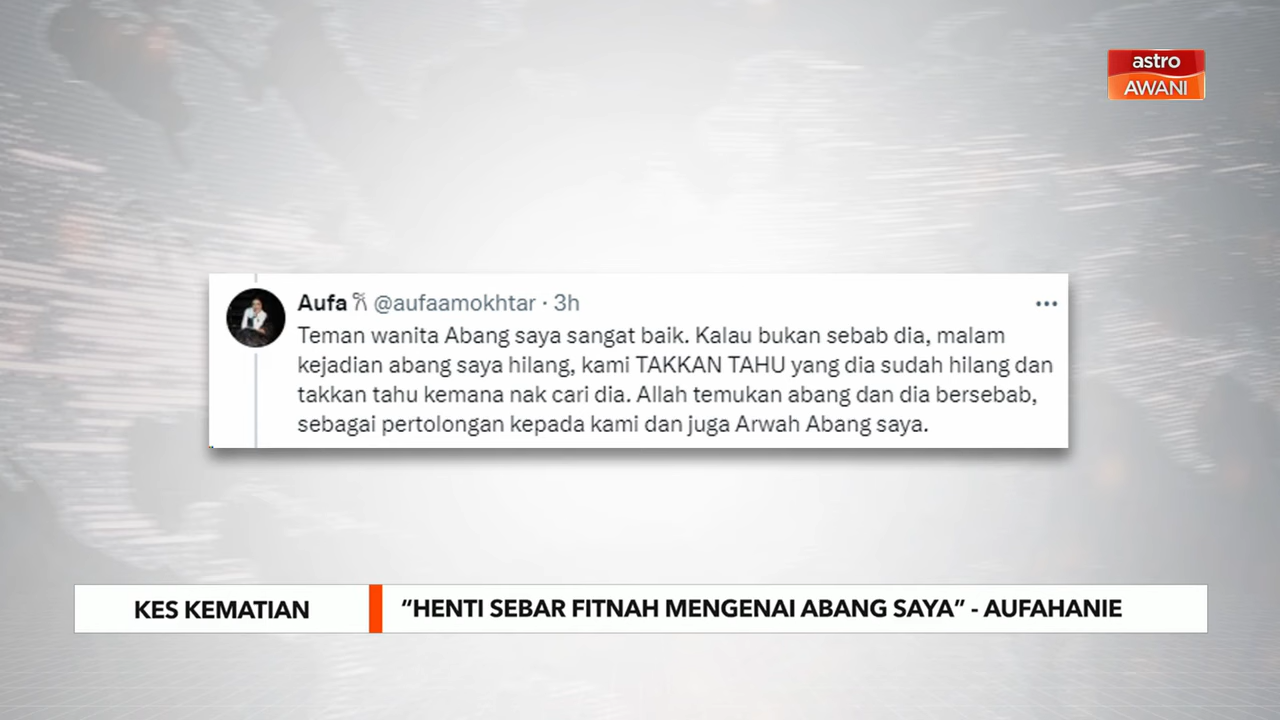 astro
AWANI
Aufa @aufaamokhtar · 3h
Teman wanita Abang saya sangat baik. Kalau bukan sebab dia, malam
kejadian abang saya hilang, kami TAKKAN TAHU yang dia sudah hilang dan
takkan tahu kemana nak cari dia. Allah temukan abang dan dia bersebab,
sebagai pertolongan kepada kami dan juga Arwah Abang saya.
KES KEMATIAN
“HENTI SEBAR FITNAH MENGENAI ABANG SAYA” - AUFAHANIE